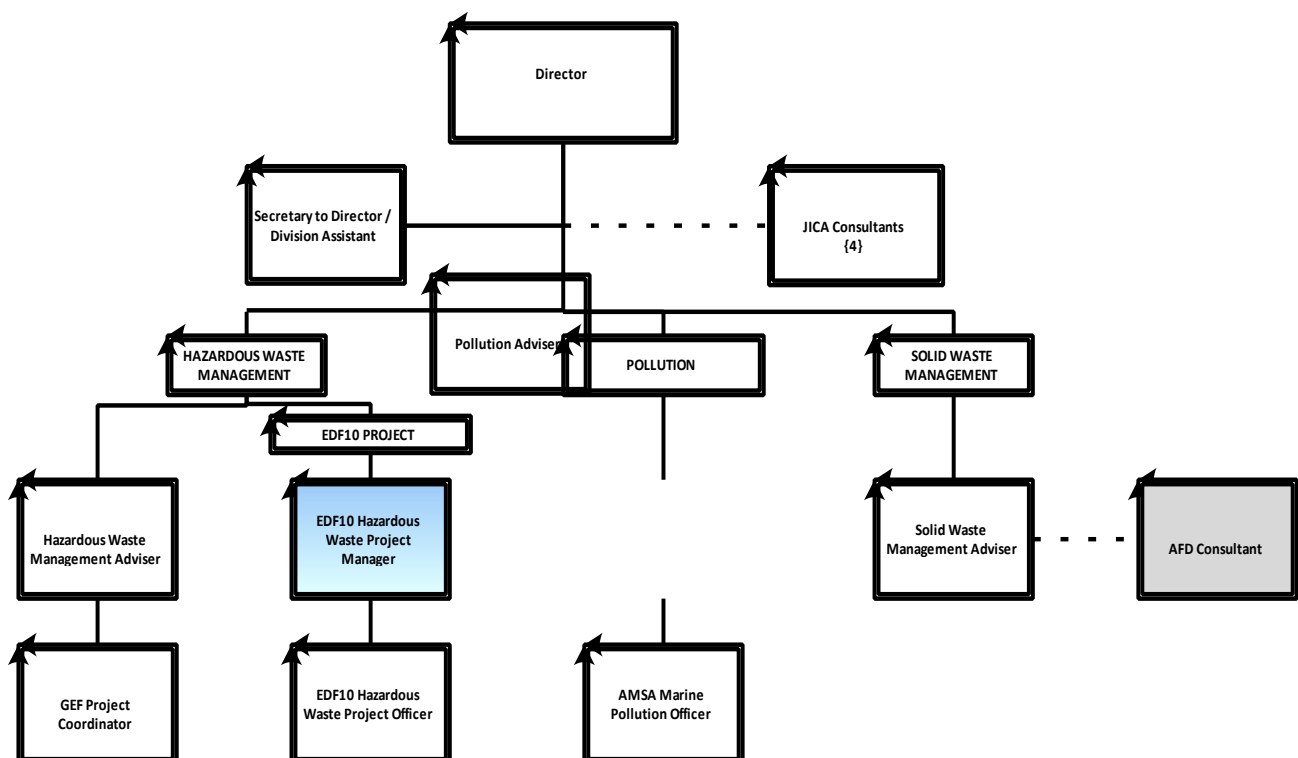 Director
Secretary to Director /
Division Assistant
JICA Consultants
{4}
Pollution Adviser
HAZARDOUS WASTE
MANAGEMENT
POLLUTION
SOLID WASTE
MANAGEMENT
EDF10 PROJECT
Hazardous Waste
Management Adviser
EDF10 Hazardous
Waste Project
Manager
Solid Waste
Management Adviser
AFD Consultant
GEF Project
Coordinator
EDF10 Hazardous
Waste Project Officer
AMSA Marine
Pollution Officer